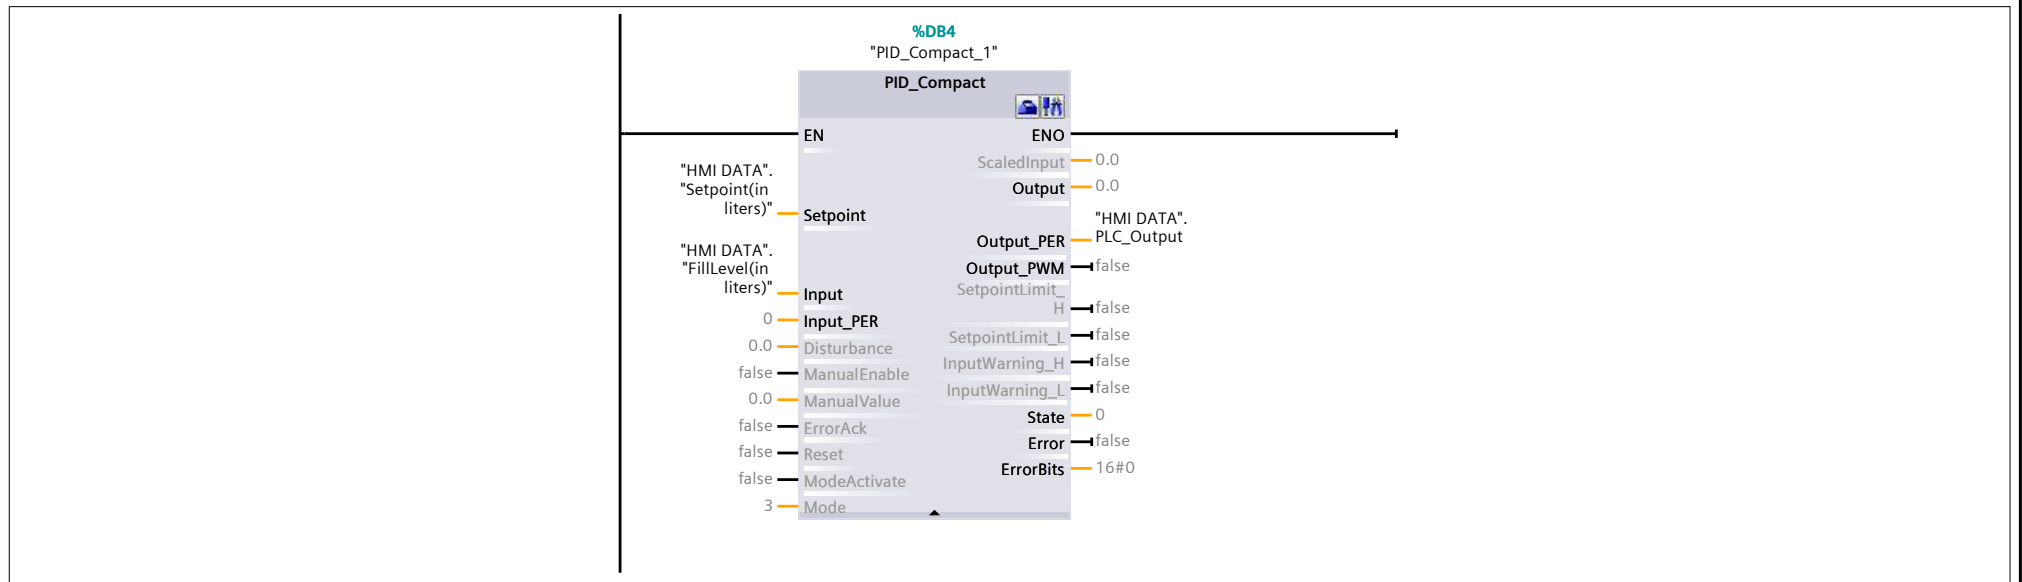 %DB4
"PID_Compact_1"
PID_Compact
EN
ENO
ScaledInput
0.0
Output
0.0
"HMI DATA".
"Setpoint(in
liters)"
Setpoint
"HMI DATA".
PLC_Output
Output_PER
"HMI DATA".
"FillLevel(in
liters)"
Input
Output_PWM
false
SetpointLimit_
H
false
0
Input_PER
SetpointLimit_L
false
0.0
Disturbance
InputWarning_H
false
false
ManualEnable
InputWarning_L
false
0.0
ManualValue
State
0
false
ErrorAck
Error
false
false
Reset
ErrorBits
16#0
false
ModeActivate
3
Mode